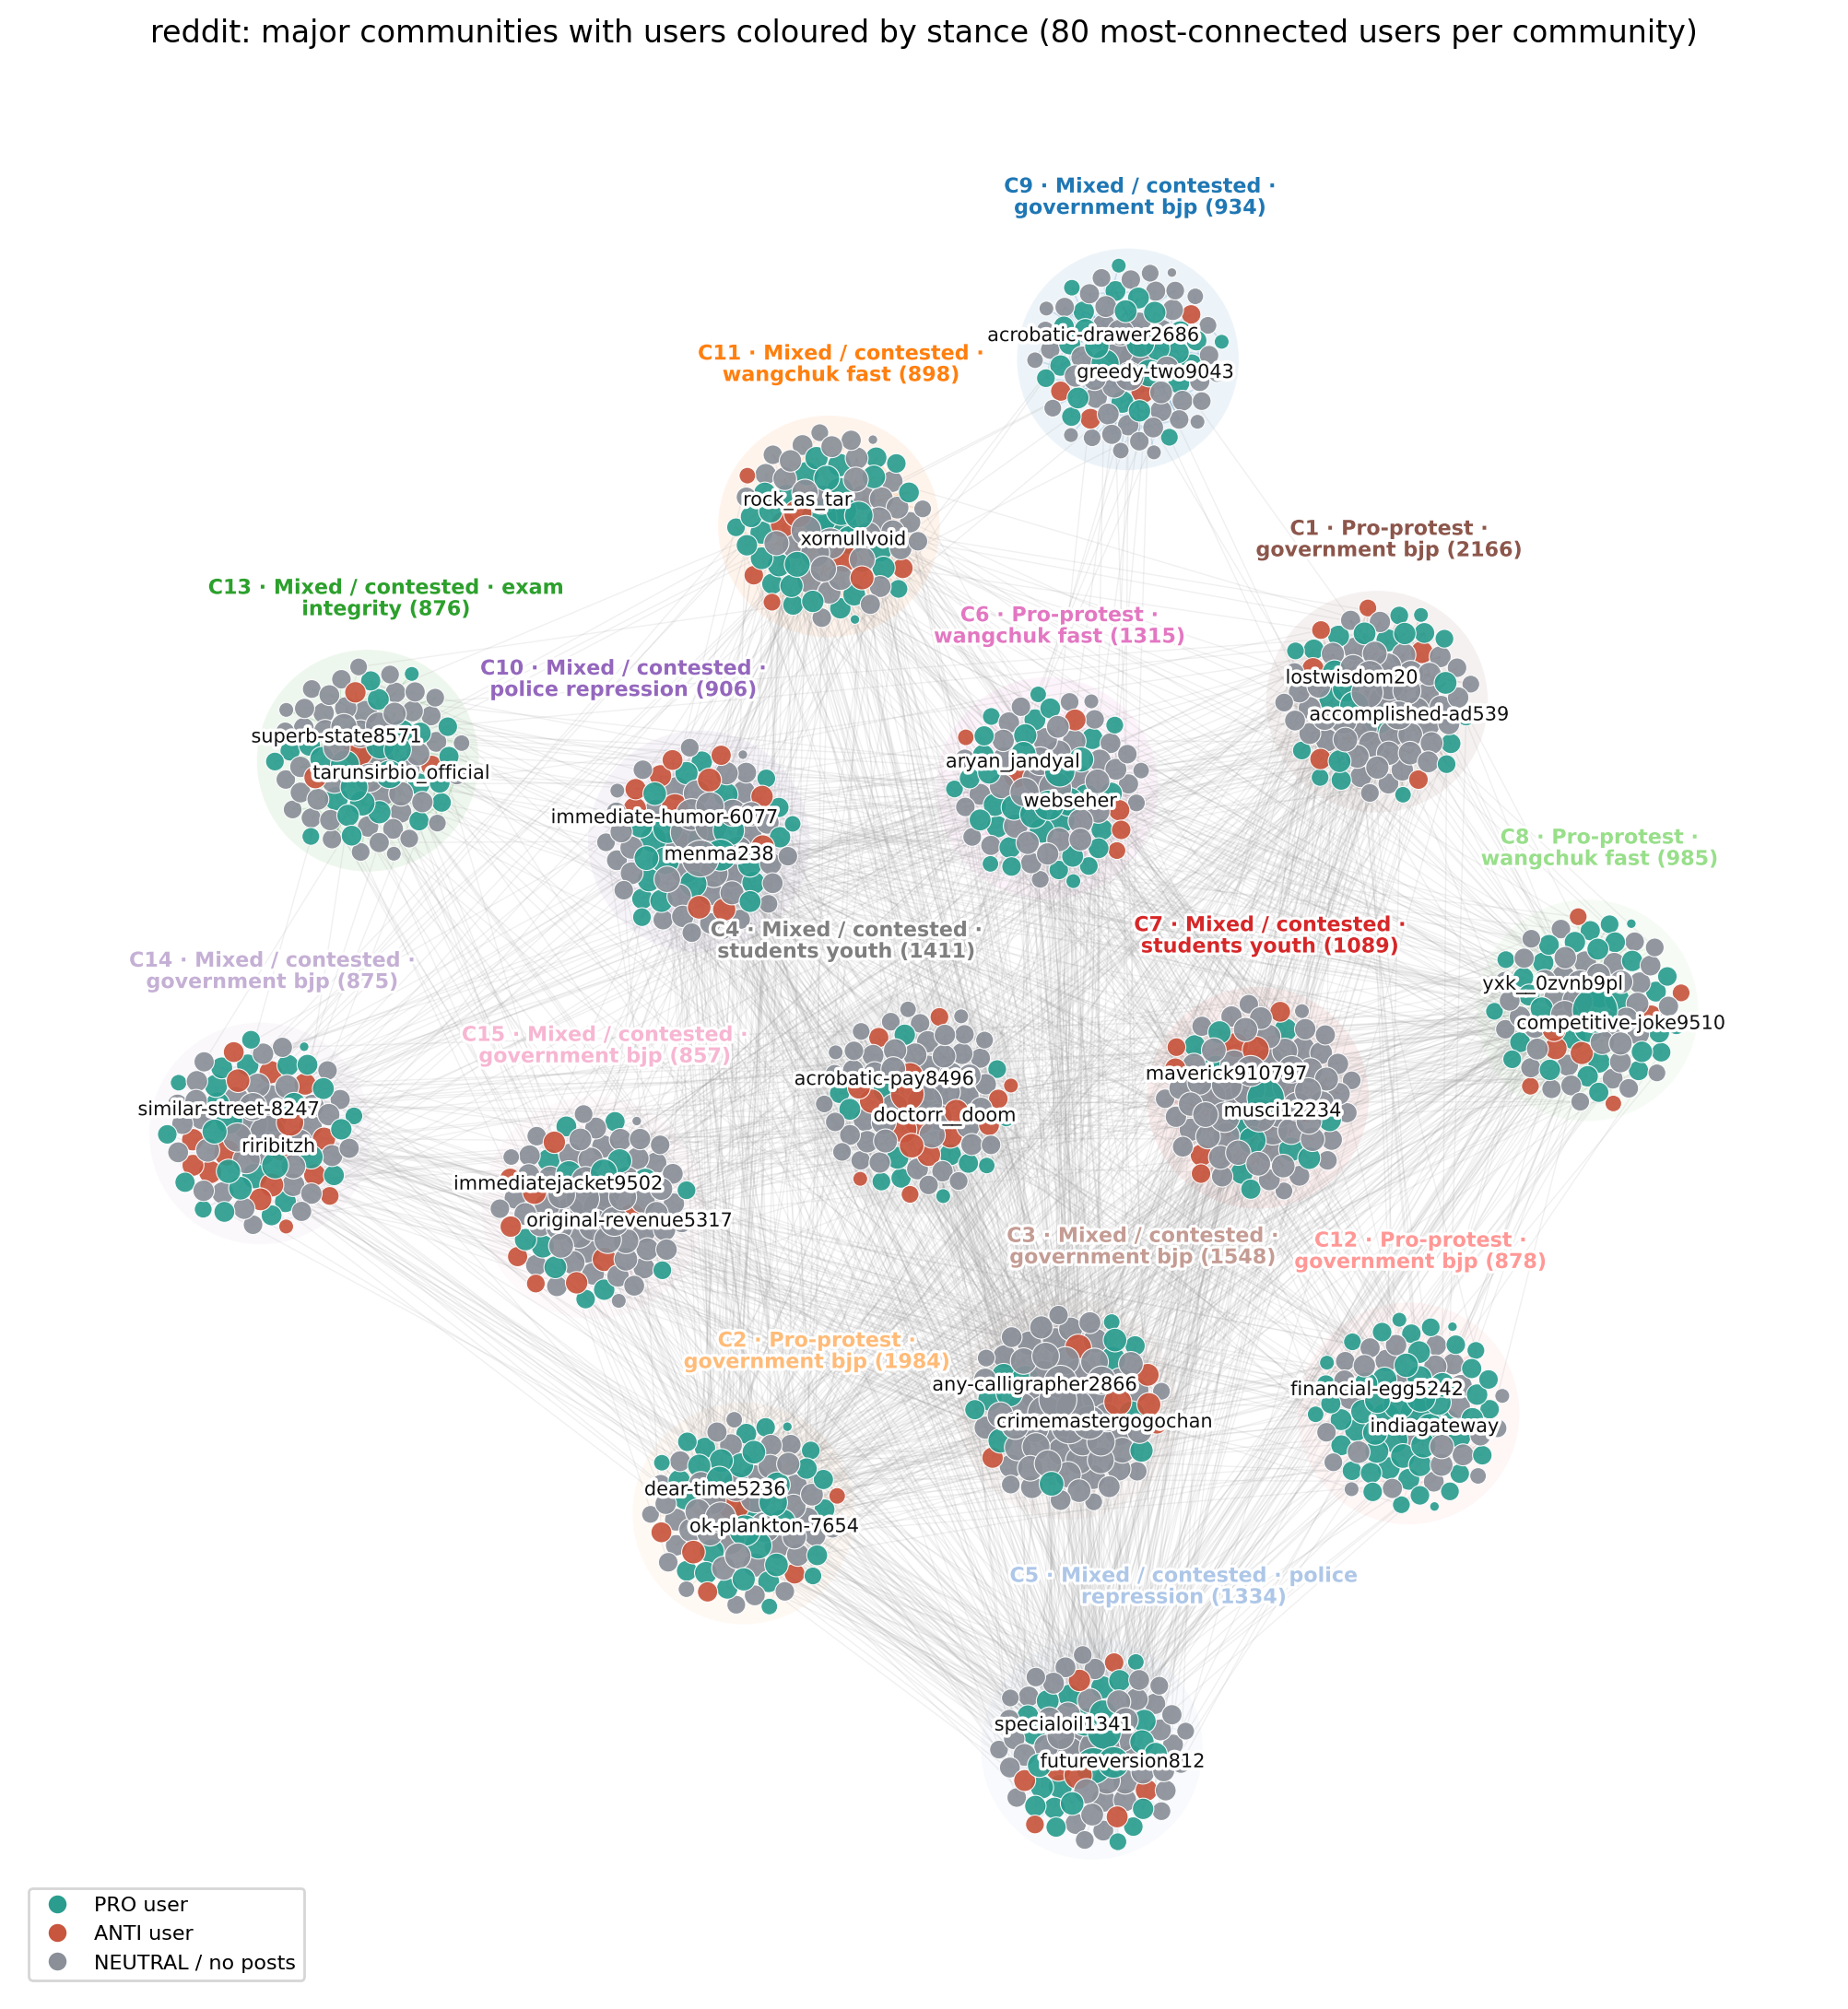 reddit: major communities with users coloured by stance (80 most-connected users per community)
C9 · Mixed / contested ·
government bjp (934)
acrobatic-drawer2686
greedy-two9043
C11 · Mixed / contested ·
wangchuk fast (898)
rock_as_tar
xornullvoid
C1 · Pro-protest ·
government bjp (2166)
lostwisdom20
accomplished-ad539
C13 · Mixed / contested · exam
integrity (876)
superb-state8571
tarunsirbio_official
C6 · Pro-protest ·
wangchuk fast (1315)
aryan_jandyal
webseher
C10 · Mixed / contested ·
police repression (906)
immediate-humor-6077
menma238
C8 · Pro-protest ·
wangchuk fast (985)
yxk__0zvnb9pl
competitive-joke9510
C4 · Mixed / contested ·
students youth (1411)
acrobatic-pay8496
doctorr__doom
C7 · Mixed / contested ·
students youth (1089)
maverick910797
musci12234
C14 · Mixed / contested ·
government bjp (875)
similar-street-8247
riribitzh
C15 · Mixed / contested ·
government bjp (857)
immediatejacket9502
original-revenue5317
C3 · Mixed / contested ·
government bjp (1548)
any-calligrapher2866
crimemastergogochan
C12 · Pro-protest ·
government bjp (878)
financial-egg5242
indiagateway
C2 · Pro-protest ·
government bjp (1984)
dear-time5236
ok-plankton-7654
C5 · Mixed / contested · police
repression (1334)
specialoil1341
futureversion812
PRO user
ANTI user
NEUTRAL / no posts